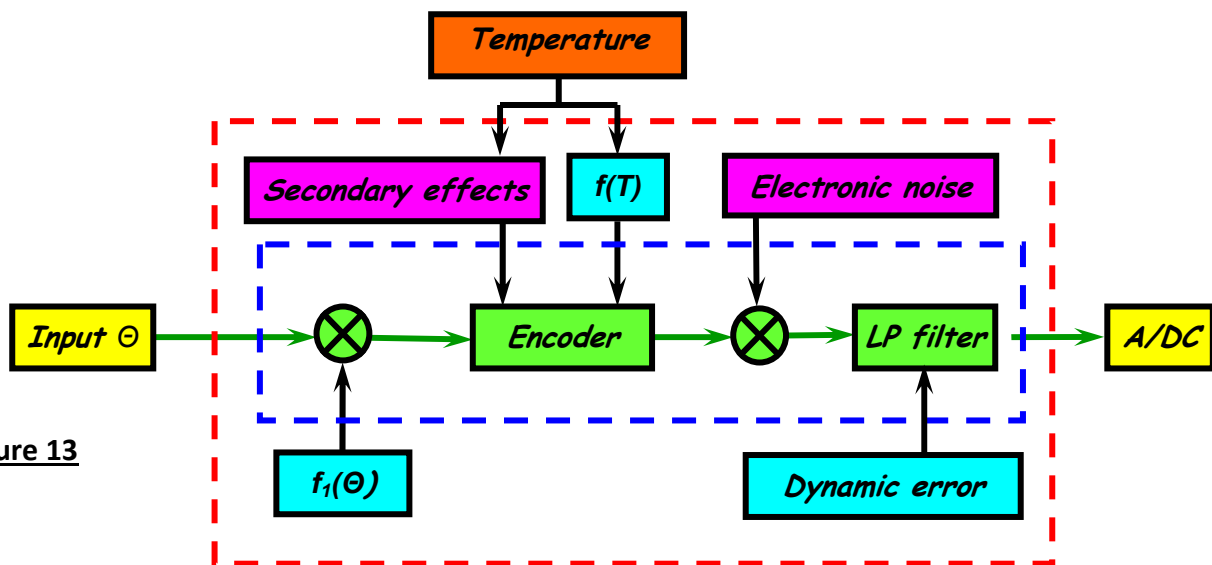 Temperature
Secondary effects
f(T)
Electronic noise
Input Θ
Encoder
LP filter
A/DC
ure 13
f₁(Θ)
Dynamic error